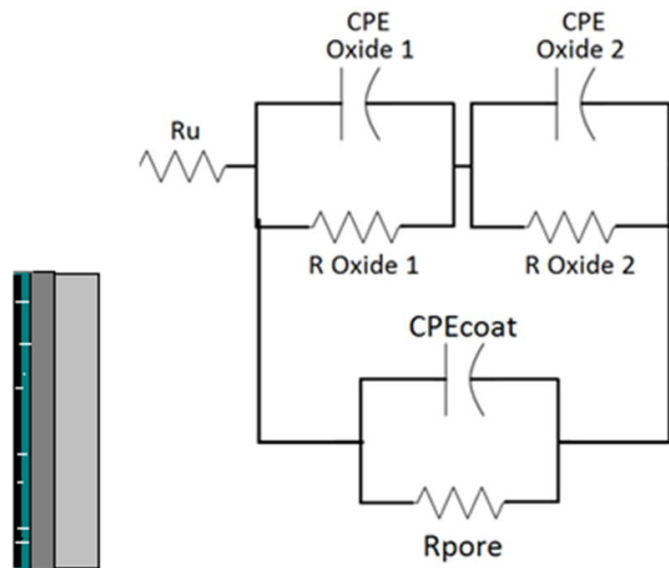 CPE
Oxide 1
CPE
Oxide 2
Ru
R Oxide 1
R Oxide 2
CPEcoat
Rpore